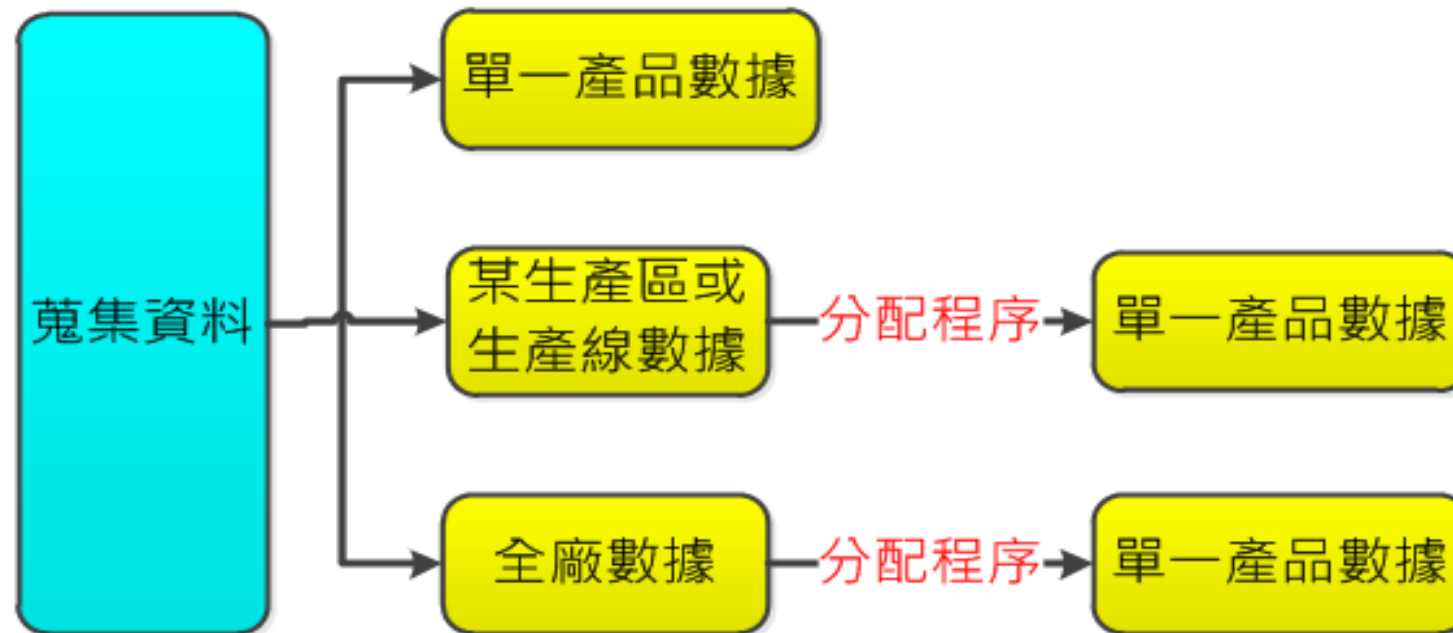 單一產品數據
蒐集資料
某生產區或
生產線數據
分配程序
單一產品數據
全廠數據
分配程序
單一產品數據